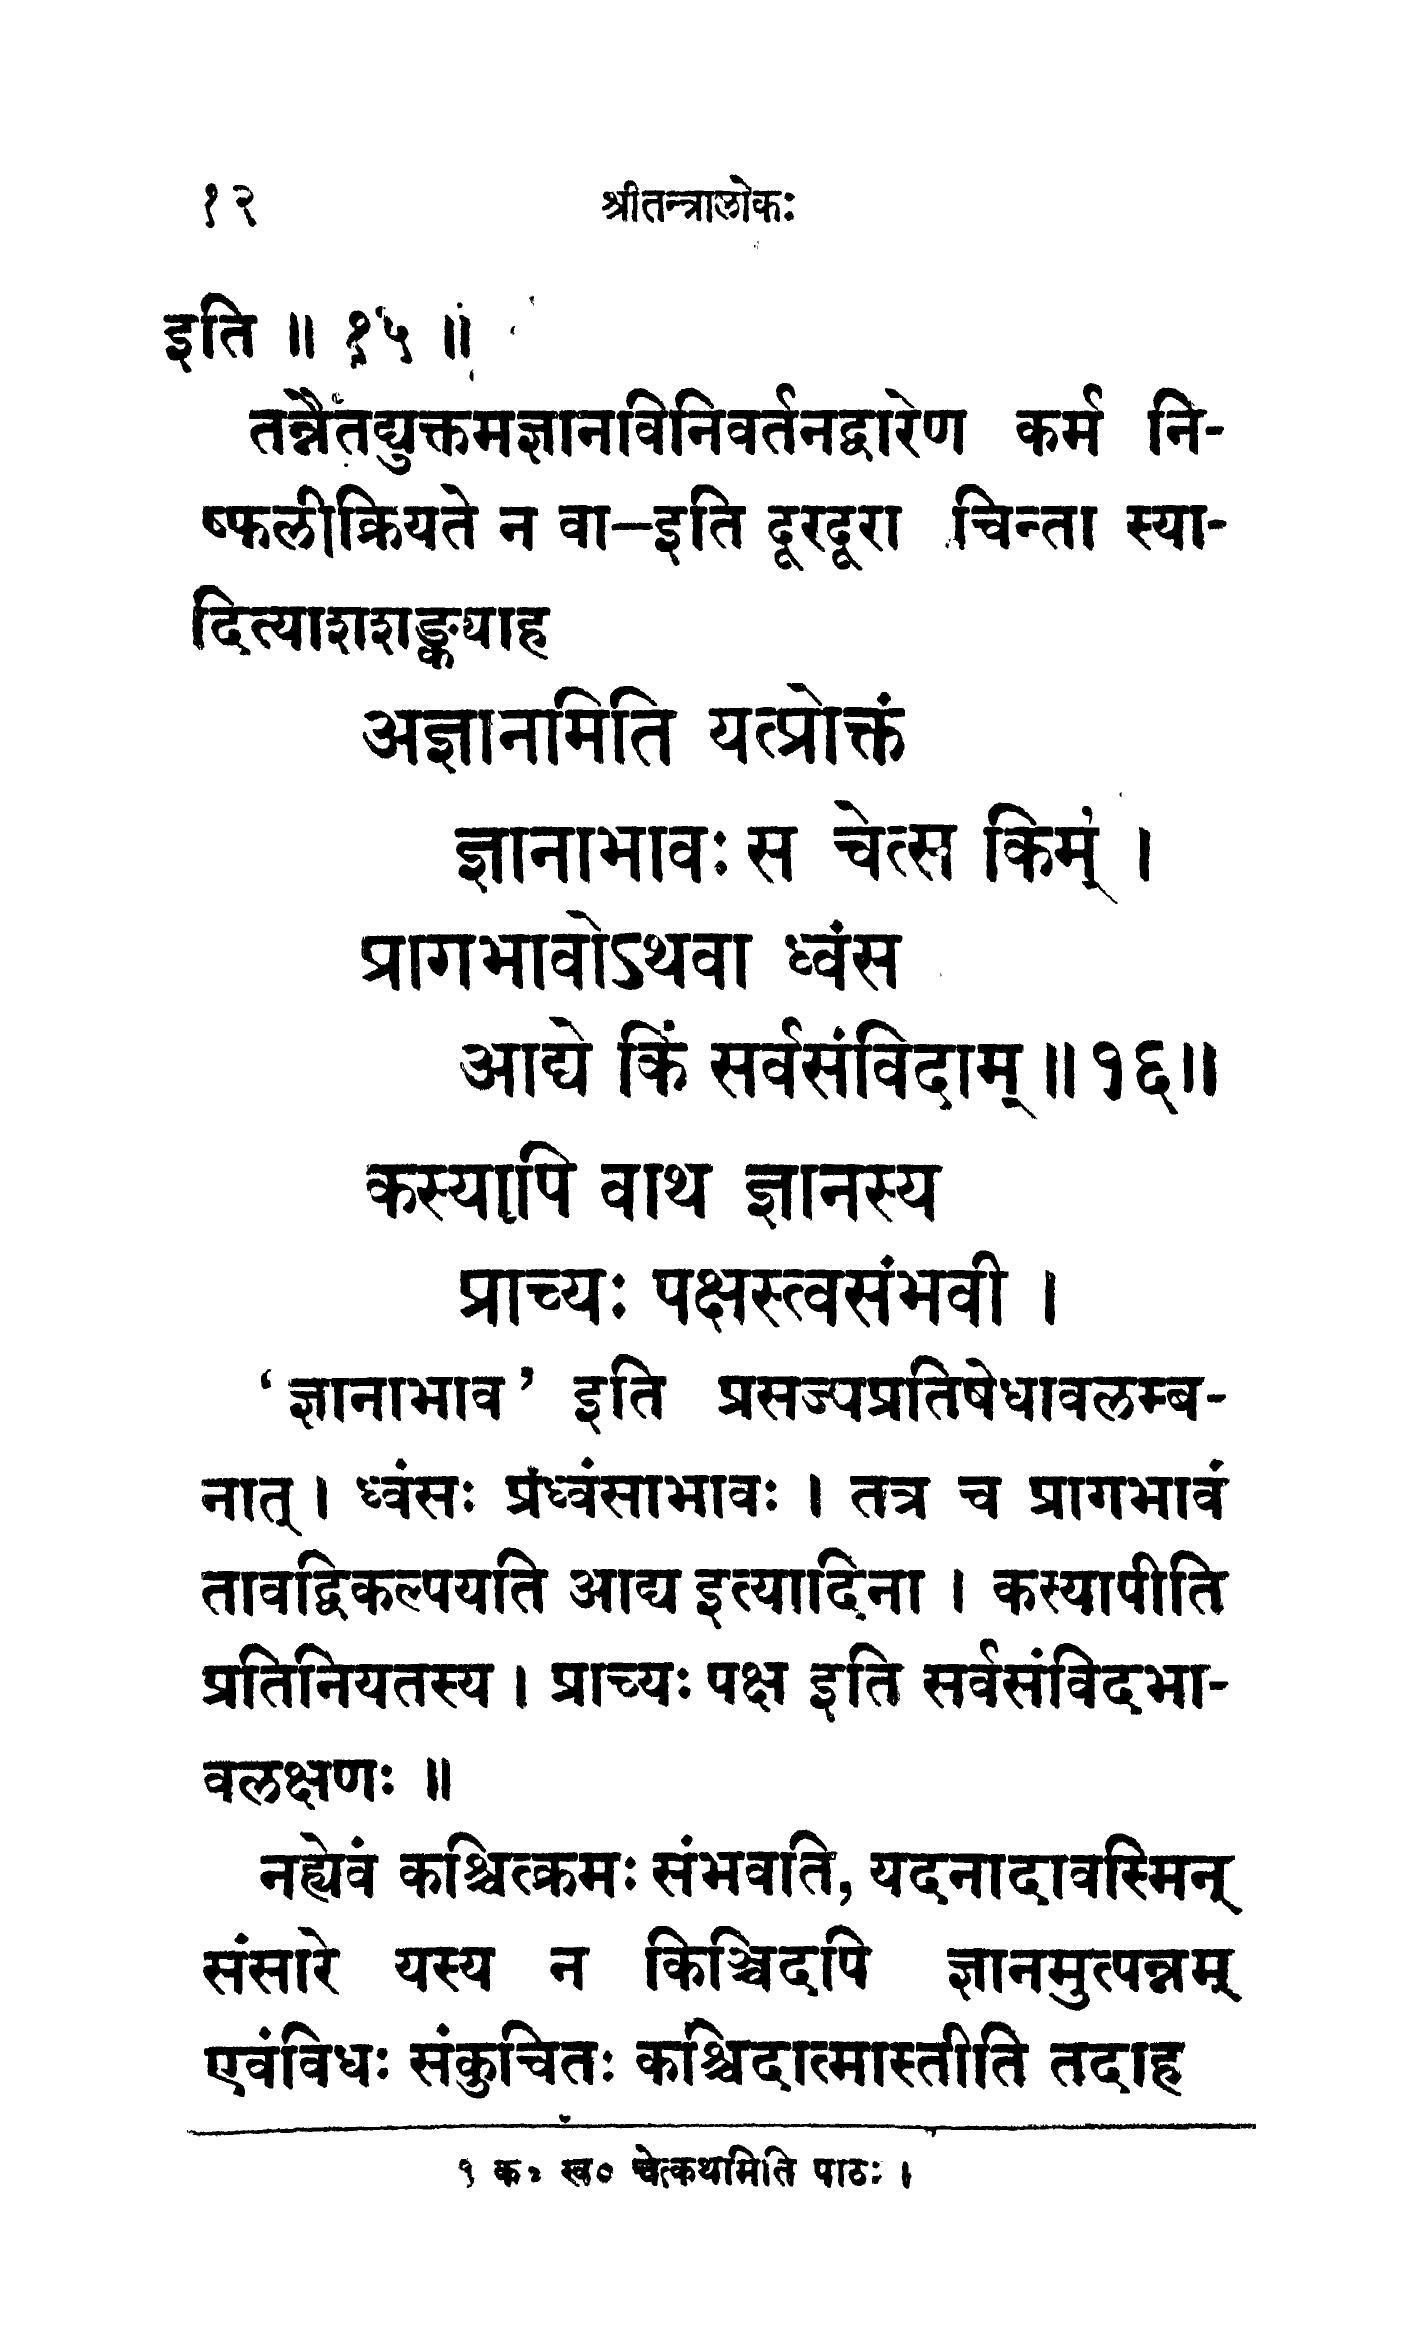 १२ श्रीतन्त्रालोकः
इति ॥ १५ ॥
तन्नैतद्युक्तमज्ञानविनिवर्तनद्वारेण कर्म नि-
ष्फलीक्रियते न वा—इति दूरदूरा चिन्ता स्या-
दित्याशशङ्क्याह
अज्ञानमिति यत्प्रोक्तं
ज्ञानाभावः स चेत्स किम्१ ।
प्रागभावोऽथवा ध्वंस
आद्ये किं सर्वसंविदाम् ॥ १६ ॥
कस्यापि वाथ ज्ञानस्य
प्राच्यः पक्षस्त्वसंभवी ।
‘ज्ञानाभाव’ इति प्रसज्पप्रतिषेधावलम्ब-
नात् । ध्वंसः प्रध्वंसाभावः । तत्र च प्रागभावं
तावद्विकल्पयति आद्य इत्यादिना । कस्यापीति
प्रतिनियतस्य । प्राच्यः पक्ष इति सर्वसंविदभा-
वलक्षणः ॥
नह्येवं कश्चित्क्रमः संभवति, यदनादावस्मिन्
संसारे यस्य न किञ्चिदपि ज्ञानमुत्पन्नम्
एवंविधः संकुचितः कश्चिदात्मास्तीति तदाह
१ क० ख० चेत्कथमिति पाठः ।